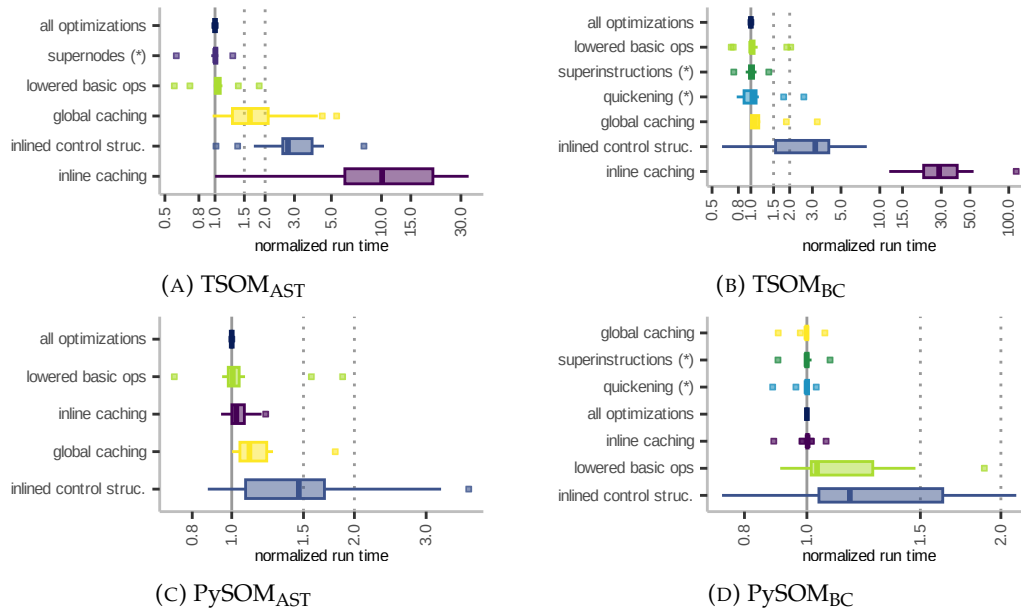 all optimizations
supernodes (*)
lowered basic ops
global caching
inlined control struc.
inline caching
0.5 0.8 1.0 1.5 2.0 3.0 5.0 10.0 15.0 30.0
normalized run time
(A) TSOM_AST
all optimizations
lowered basic ops
superinstructions (*)
quickening (*)
global caching
inlined control struc.
inline caching
0.5 0.8 1.0 1.5 2.0 3.0 5.0 10.0 15.0 30.0 50.0 100.0
normalized run time
(B) TSOM_BC
all optimizations
lowered basic ops
inline caching
global caching
inlined control struc.
0.8 1.0 1.5 2.0 3.0
normalized run time
(C) PySOM_AST
global caching
superinstructions (*)
quickening (*)
all optimizations
inline caching
lowered basic ops
inlined control struc.
0.8 1.0 1.5 2.0
normalized run time
(D) PySOM_BC